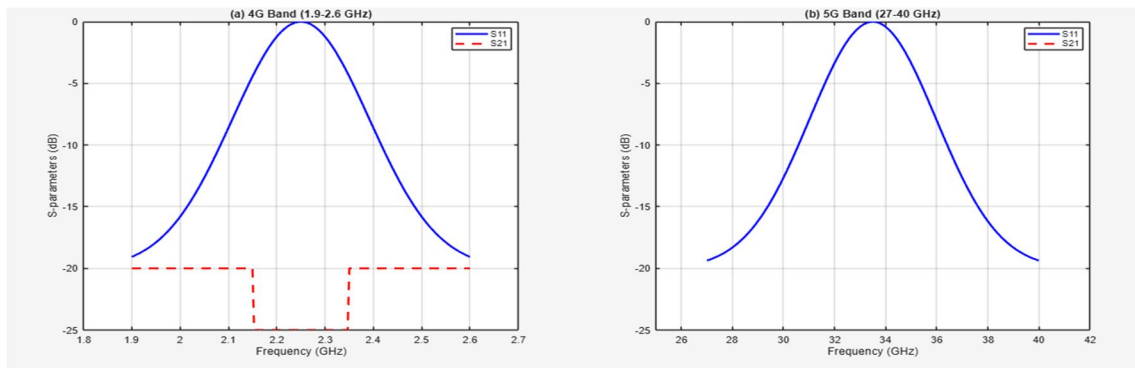 (a) 4G Band (1.9-2.6 GHz)
S11
S21
0
-5
-10
-15
-20
-25
S-parameters (dB)
1.8 1.9 2 2.1 2.2 2.3 2.4 2.5 2.6 2.7
Frequency (GHz)
(b) 5G Band (27-40 GHz)
S11
S21
0
-5
-10
-15
-20
-25
S-parameters (dB)
26 28 30 32 34 36 38 40 42
Frequency (GHz)